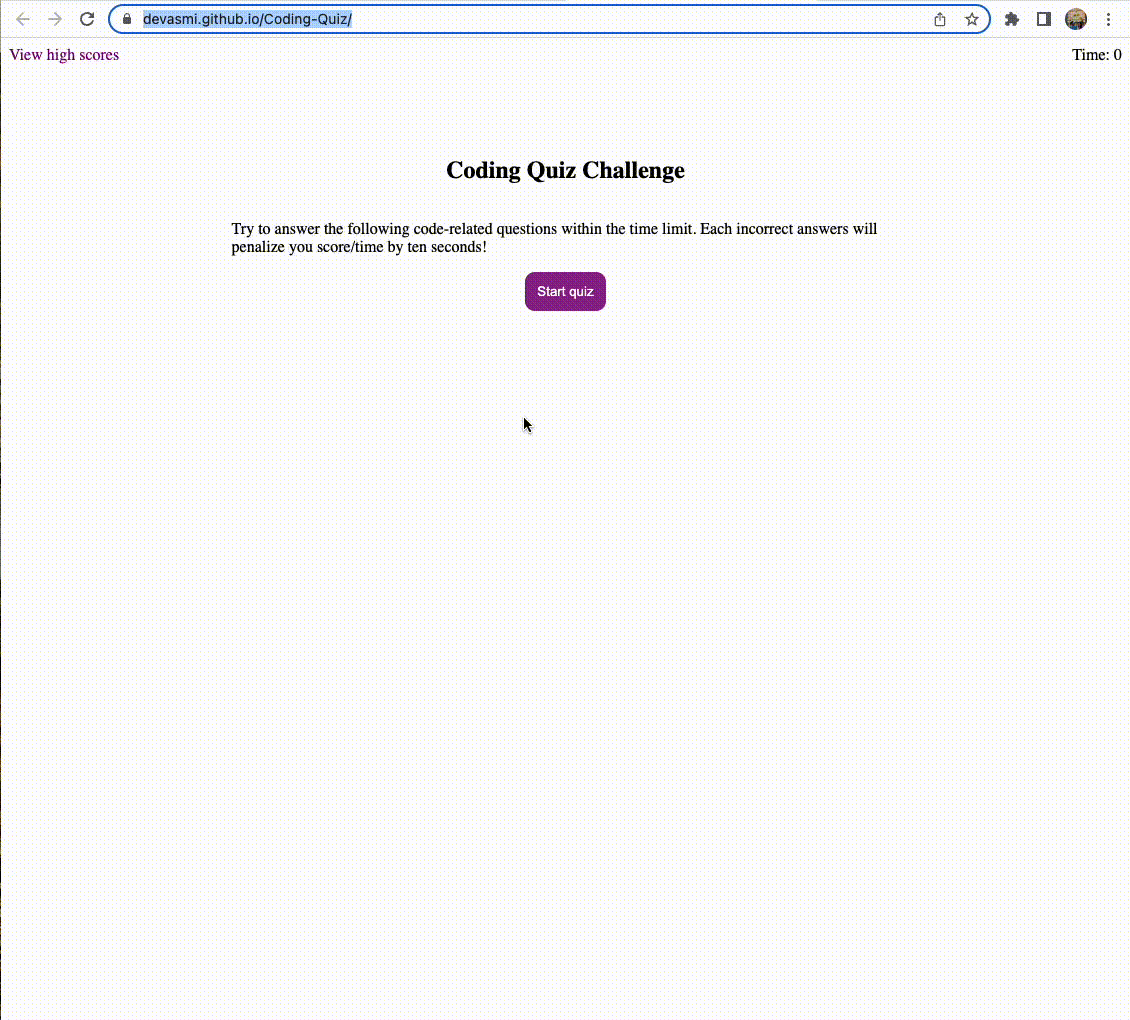 devasmi.github.io/Coding-Quiz/
View high scores
Time: 0
Coding Quiz Challenge
Try to answer the following code-related questions within the time limit. Each incorrect answers will
penalize you score/time by ten seconds!
Start quiz